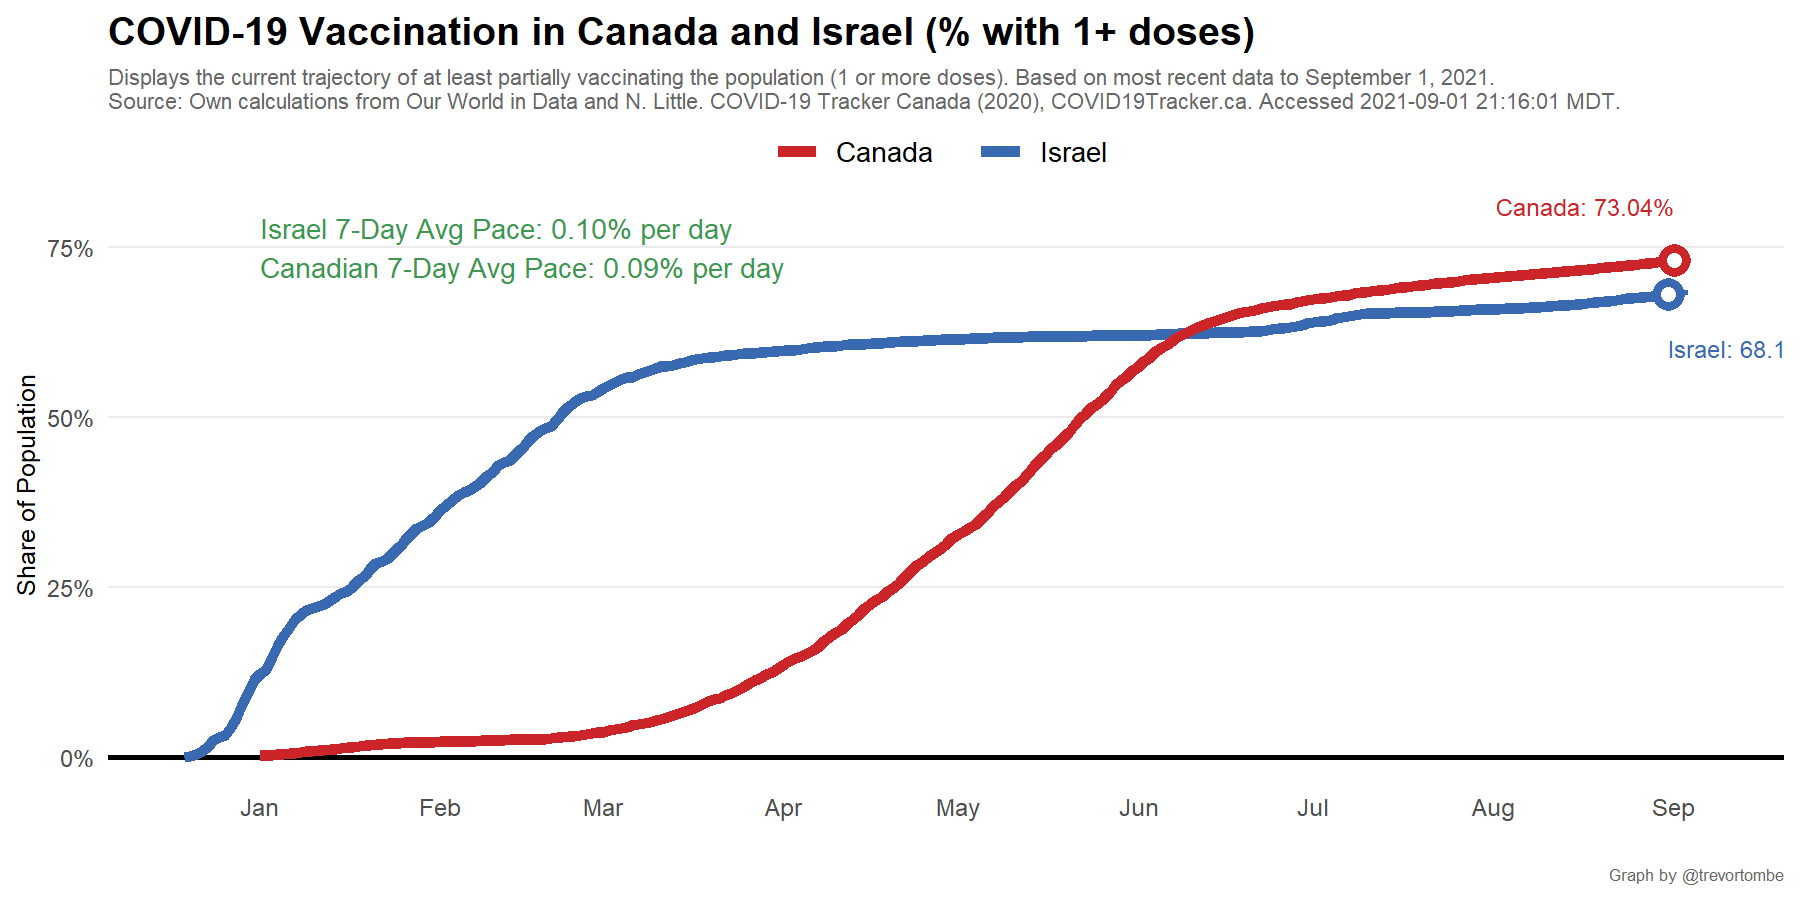 COVID-19 Vaccination in Canada and Israel (% with 1+ doses)
Displays the current trajectory of at least partially vaccinating the population (1 or more doses). Based on most recent data to September 1, 2021.
Source: Own calculations from Our World in Data and N. Little. COVID-19 Tracker Canada (2020), COVID19Tracker.ca. Accessed 2021-09-01 21:16:01 MDT.
Canada Israel
Canada: 73.04%
Israel 7-Day Avg Pace: 0.10% per day
Canadian 7-Day Avg Pace: 0.09% per day
75%
Israel: 68.1
50%
Share of Population
25%
0%
Jan Feb Mar Apr May Jun Jul Aug Sep
Graph by @trevortombe